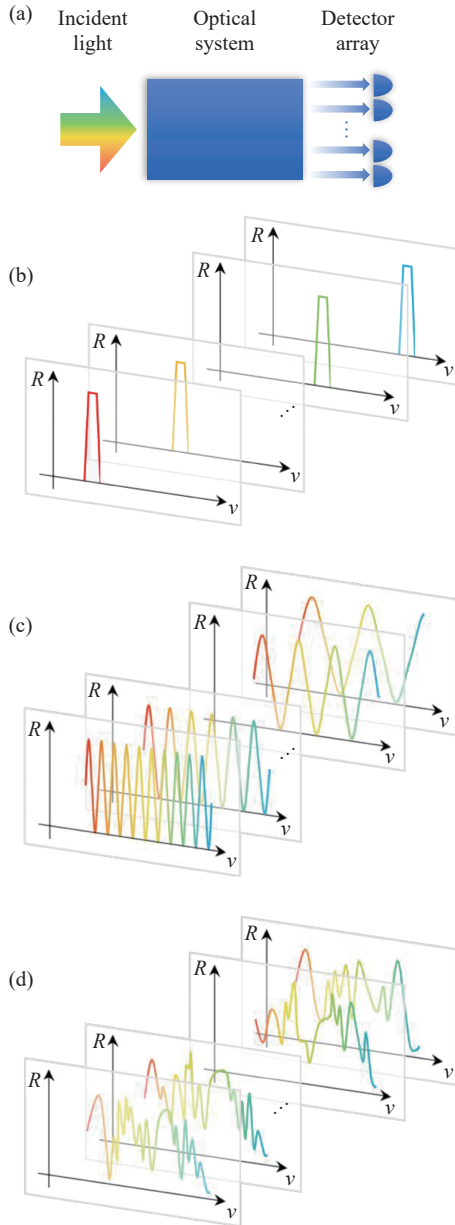 (a)
Incident light
Optical system
Detector array
(b)
R
R
R
R
v
v
v
v
(c)
R
R
R
R
v
v
v
v
(d)
R
R
R
R
v
v
v
v